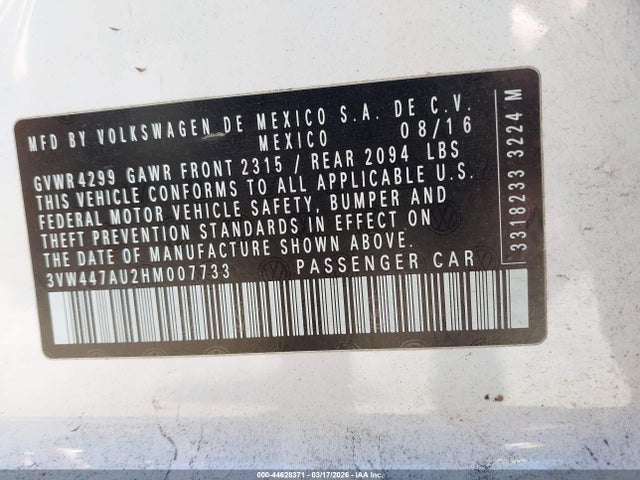 MFD BY VOLKSWAGEN DE MEXICO S.A. DE C.V.
MEXICO 08/16
GVWR4299 GAWR FRONT 2315 / REAR 2094 LBS
THIS VEHICLE CONFORMS TO ALL APPLICABLE U.S.
FEDERAL MOTOR VEHICLE SAFETY, BUMPER AND
THEFT PREVENTION STANDARDS IN EFFECT ON
THE DATE OF MANUFACTURE SHOWN ABOVE.
3VW447AU2HM007733 PASSENGER CAR
3318233 3224 M
000-44628371 - 03/17/2026 - IAA Inc.